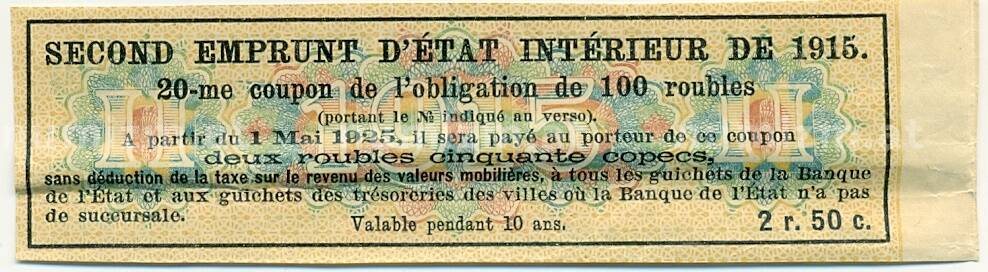 SECOND EMPRUNT D'ÉTAT INTÉRIEUR DE 1915.
20-me coupon de l'obligation de 100 roubles
(portant le № indiqué au verso).
A partir du 1 Mai 1925, il sera payé au porteur de ce coupon
deux roubles cinquante copecs,
sans déduction de la taxe sur le revenu des valeurs mobilières, à tous les guichets de la Banque
de l'État et aux guichets des trésoreries des villes où la Banque de l'État n'a pas
de succursale.
Valable pendant 10 ans.
2 r. 50 c.
II 1915 II